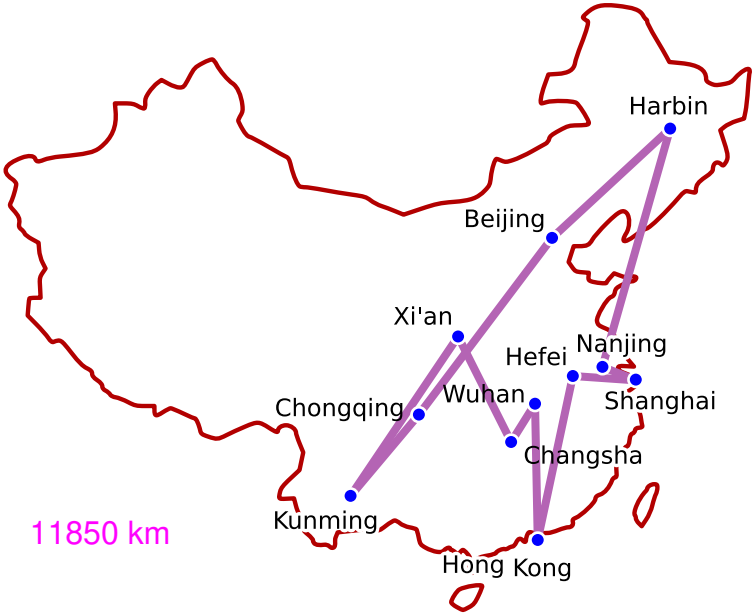 Harbin
Beijing
Xi'an
Nanjing
Hefei
Wuhan
Shanghai
Chongqing
Changsha
Kunming
11850 km
Hong Kong